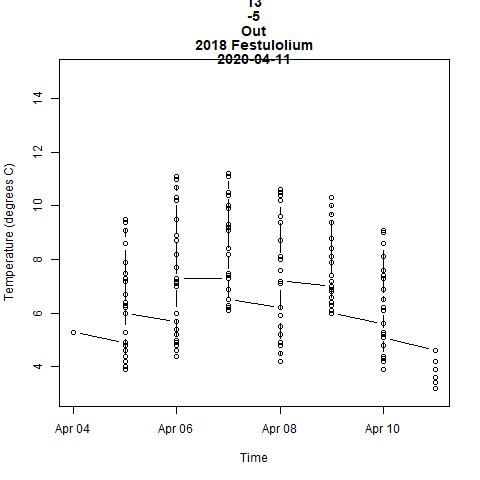 13
-5
Out
2018 Festulolium
2020-04-11
Temperature (degrees C)
14
12
10
8
6
4
Apr 04
Apr 06
Apr 08
Apr 10
Time